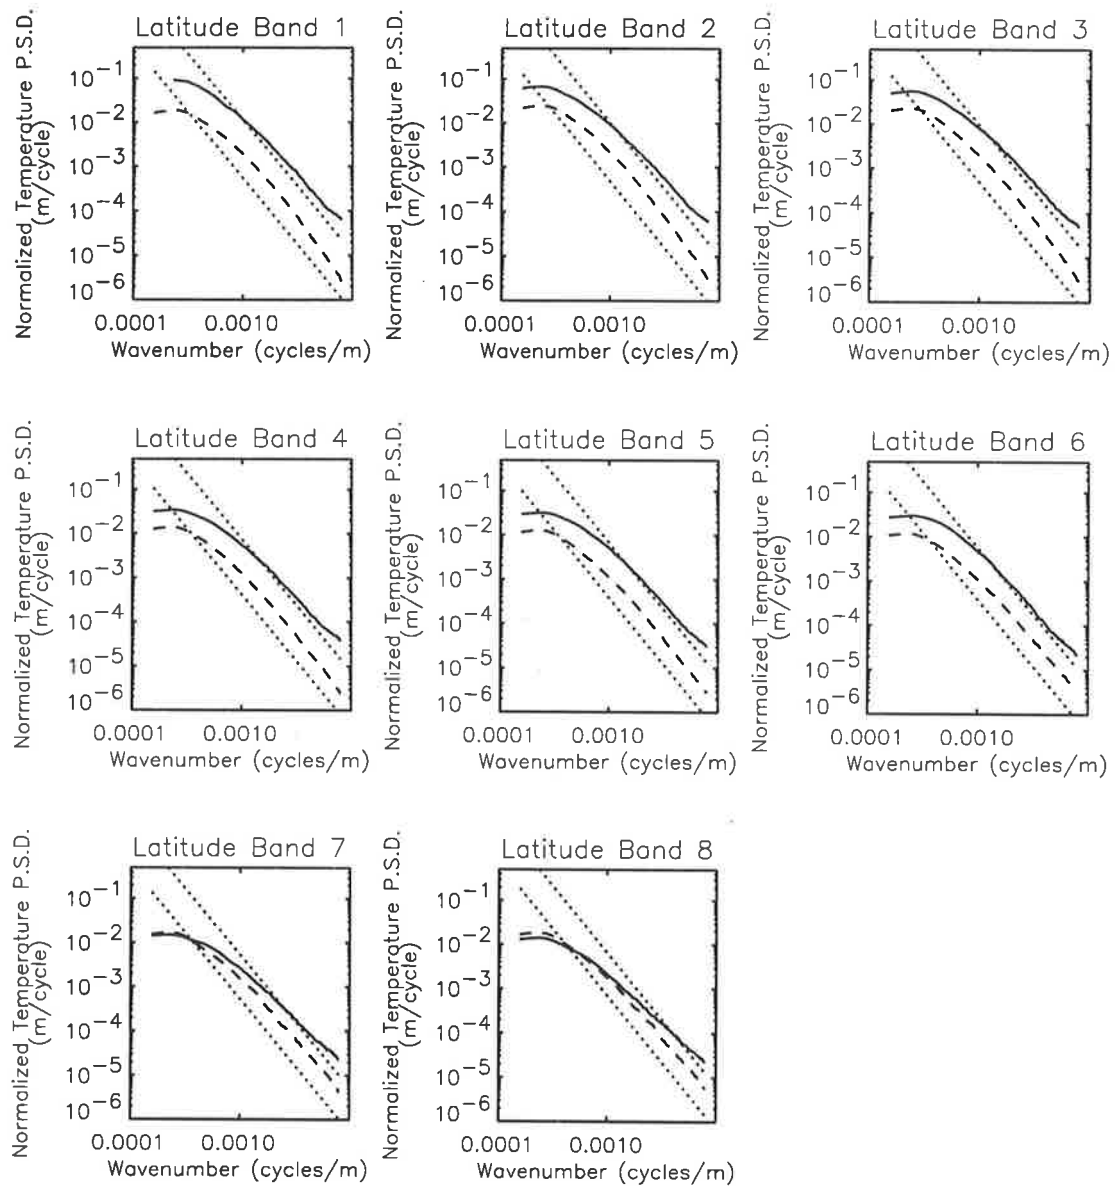 Latitude Band 1
Normalized Temperature P.S.D.
(m/cycle)
10−1
10−2
10−3
10−4
10−5
10−6
0.0001 0.0010
Wavenumber (cycles/m)
Latitude Band 2
Normalized Temperature P.S.D.
(m/cycle)
10−1
10−2
10−3
10−4
10−5
10−6
0.0001 0.0010
Wavenumber (cycles/m)
Latitude Band 3
Normalized Temperature P.S.D.
(m/cycle)
10−1
10−2
10−3
10−4
10−5
10−6
0.0001 0.0010
Wavenumber (cycles/m)
Latitude Band 4
Normalized Temperature P.S.D.
(m/cycle)
10−1
10−2
10−3
10−4
10−5
10−6
0.0001 0.0010
Wavenumber (cycles/m)
Latitude Band 5
Normalized Temperature P.S.D.
(m/cycle)
10−1
10−2
10−3
10−4
10−5
10−6
0.0001 0.0010
Wavenumber (cycles/m)
Latitude Band 6
Normalized Temperature P.S.D.
(m/cycle)
10−1
10−2
10−3
10−4
10−5
10−6
0.0001 0.0010
Wavenumber (cycles/m)
Latitude Band 7
Normalized Temperature P.S.D.
(m/cycle)
10−1
10−2
10−3
10−4
10−5
10−6
0.0001 0.0010
Wavenumber (cycles/m)
Latitude Band 8
Normalized Temperature P.S.D.
(m/cycle)
10−1
10−2
10−3
10−4
10−5
10−6
0.0001 0.0010
Wavenumber (cycles/m)